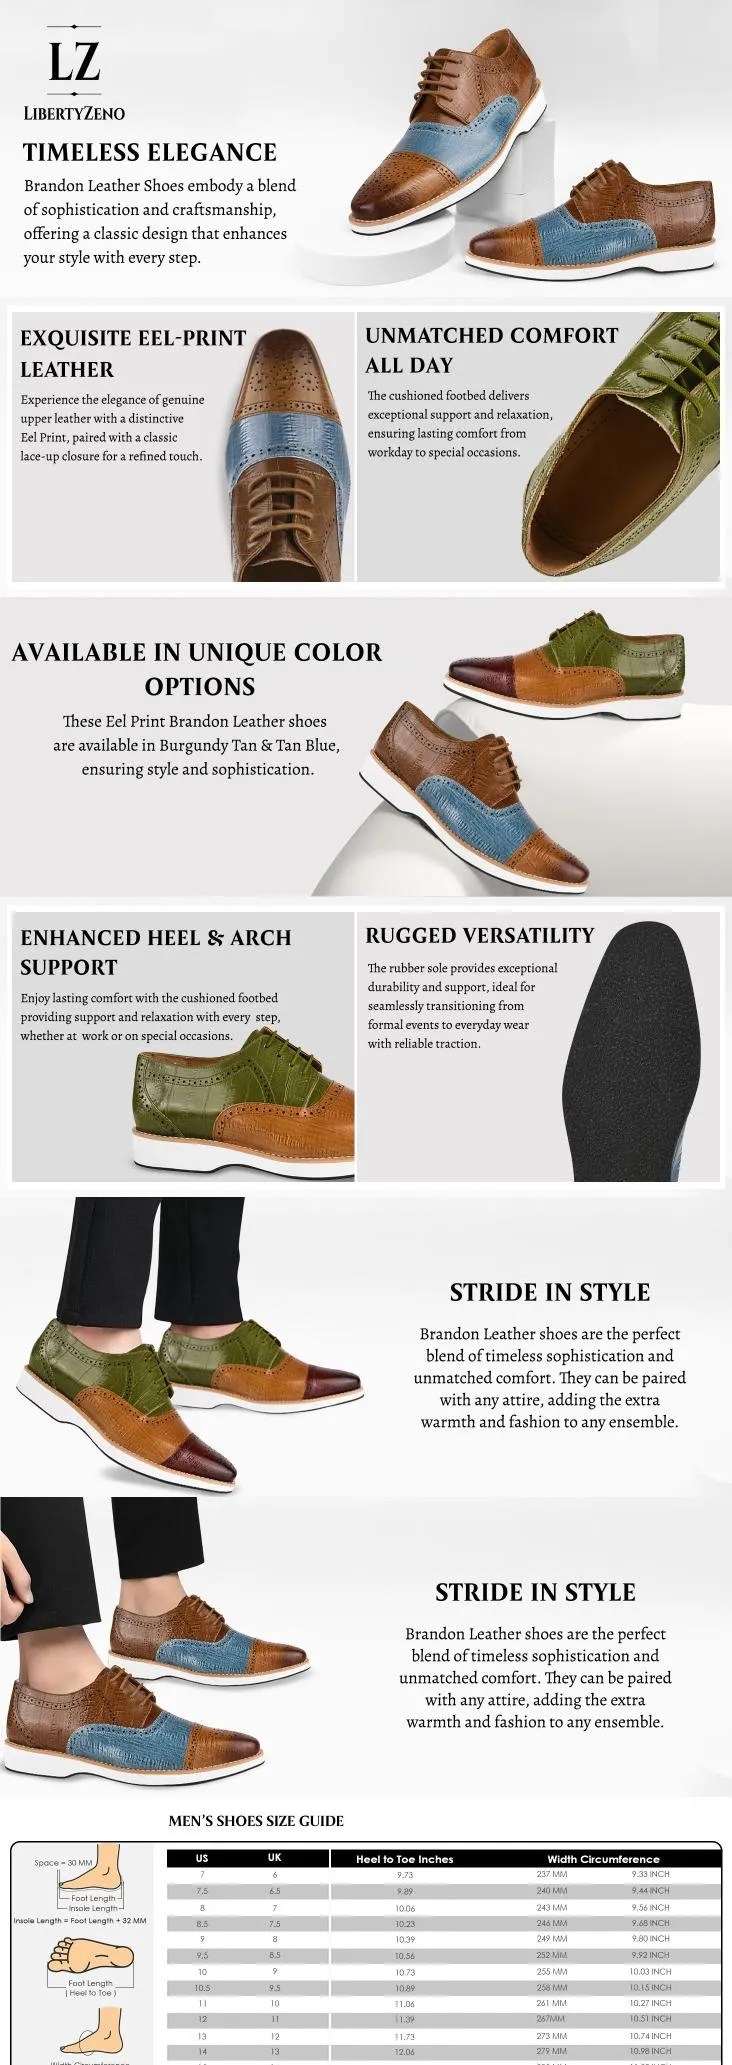 LZ
LIBERTYZENO
TIMELESS ELEGANCE
Brandon Leather Shoes embody a blend
of sophistication and craftsmanship,
offering a classic design that enhances
your style with every step.
EXQUISITE EEL-PRINT
LEATHER
Experience the elegance of genuine
upper leather with a distinctive
Eel Print, paired with a classic
lace-up closure for a refined touch.
UNMATCHED COMFORT
ALL DAY
The cushioned footbed delivers
exceptional support and relaxation,
ensuring lasting comfort from
workday to special occasions.
AVAILABLE IN UNIQUE COLOR
OPTIONS
These Eel Print Brandon Leather shoes
are available in Burgundy Tan & Tan Blue,
ensuring style and sophistication.
ENHANCED HEEL & ARCH
SUPPORT
Enjoy lasting comfort with the cushioned footbed
providing support and relaxation with every step,
whether at work or on special occasions.
RUGGED VERSATILITY
The rubber sole provides exceptional
durability and support, ideal for
seamlessly transitioning from
formal events to everyday wear
with reliable traction.
STRIDE IN STYLE
Brandon Leather shoes are the perfect
blend of timeless sophistication and
unmatched comfort. They can be paired
with any attire, adding the extra
warmth and fashion to any ensemble.
STRIDE IN STYLE
Brandon Leather shoes are the perfect
blend of timeless sophistication and
unmatched comfort. They can be paired
with any attire, adding the extra
warmth and fashion to any ensemble.
MEN'S SHOES SIZE GUIDE
Space = 30 MM
Foot Length
Insole Length
Insole Length = Foot Length + 32 MM
Foot Length
( Heel to Toe )
US UK Heel to Toe Inches Width Circumference
7 6 9.73 237 MM 9.33 INCH
7.5 6.5 9.89 240 MM 9.44 INCH
8 7 10.06 243 MM 9.56 INCH
8.5 7.5 10.23 246 MM 9.68 INCH
9 8 10.39 249 MM 9.80 INCH
9.5 8.5 10.56 252 MM 9.92 INCH
10 9 10.73 255 MM 10.03 INCH
10.5 9.5 10.89 258 MM 10.15 INCH
11 10 11.06 261 MM 10.27 INCH
12 11 11.39 267MM 10.51 INCH
13 12 11.73 273 MM 10.74 INCH
14 13 12.06 279 MM 10.98 INCH